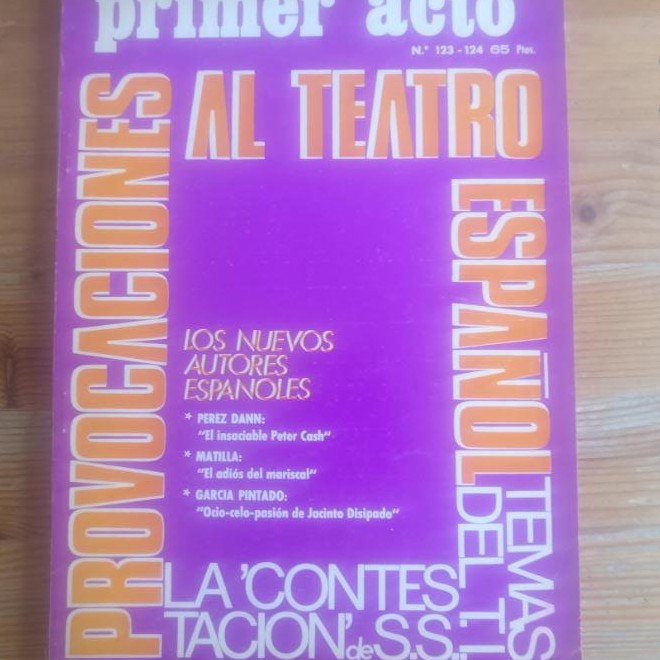 primer acto
N.º 123-124 65 Ptas.
PROVOCACIONES
AL TEATRO
ESPAÑOL
LOS NUEVOS
AUTORES
ESPANOLES
* PEREZ DANN:
"El insaciable Peter Cash"
* MATILLA:
"El adiós del mariscal"
* GARCIA PINTADO:
"Ocio-celo-pasión de Jacinto Disipado"
LA 'CONTES
TACION' de S.S..
TEMAS
DEL T.I.